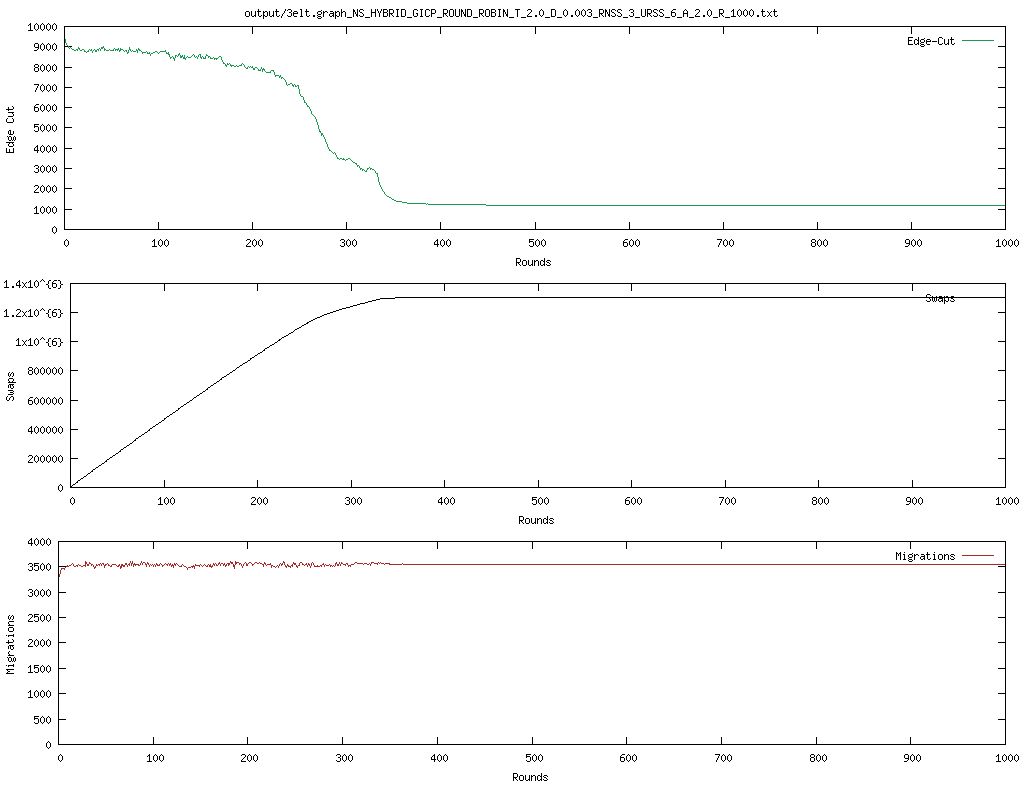 output/3elt.graph_NS_HYBRID_GICP_ROUND_ROBIN_T_2.0_D_0.003_RNSS_3_URSS_6_A_2.0_R_1000.txt
10000
9000
8000
7000
6000
5000
4000
3000
2000
1000
0
Edge Cut
Edge-Cut
0 100 200 300 400 500 600 700 800 900 1000
Rounds
1.4x10^{6}
1.2x10^{6}
1x10^{6}
800000
600000
400000
200000
0
Swaps
Swaps
0 100 200 300 400 500 600 700 800 900 1000
Rounds
4000
3500
3000
2500
2000
1500
1000
500
0
Migrations
Migrations
0 100 200 300 400 500 600 700 800 900 1000
Rounds